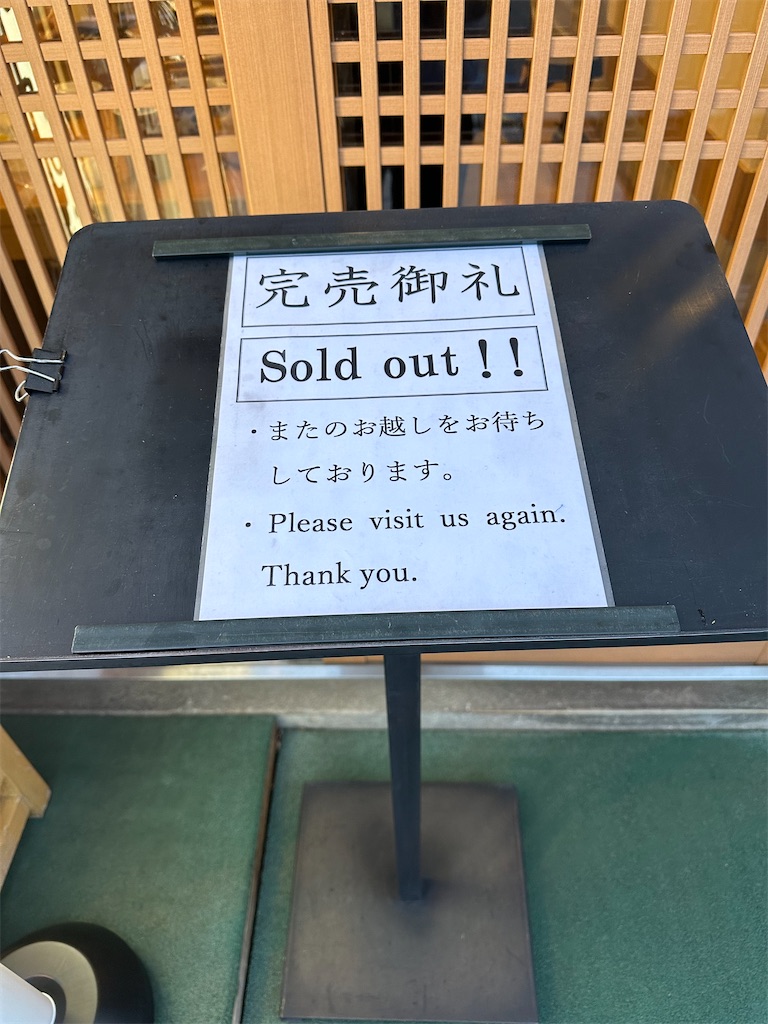 完売御礼
Sold out！！
・またのお越しをお待ち
しております。
・Please visit us again.
Thank you.